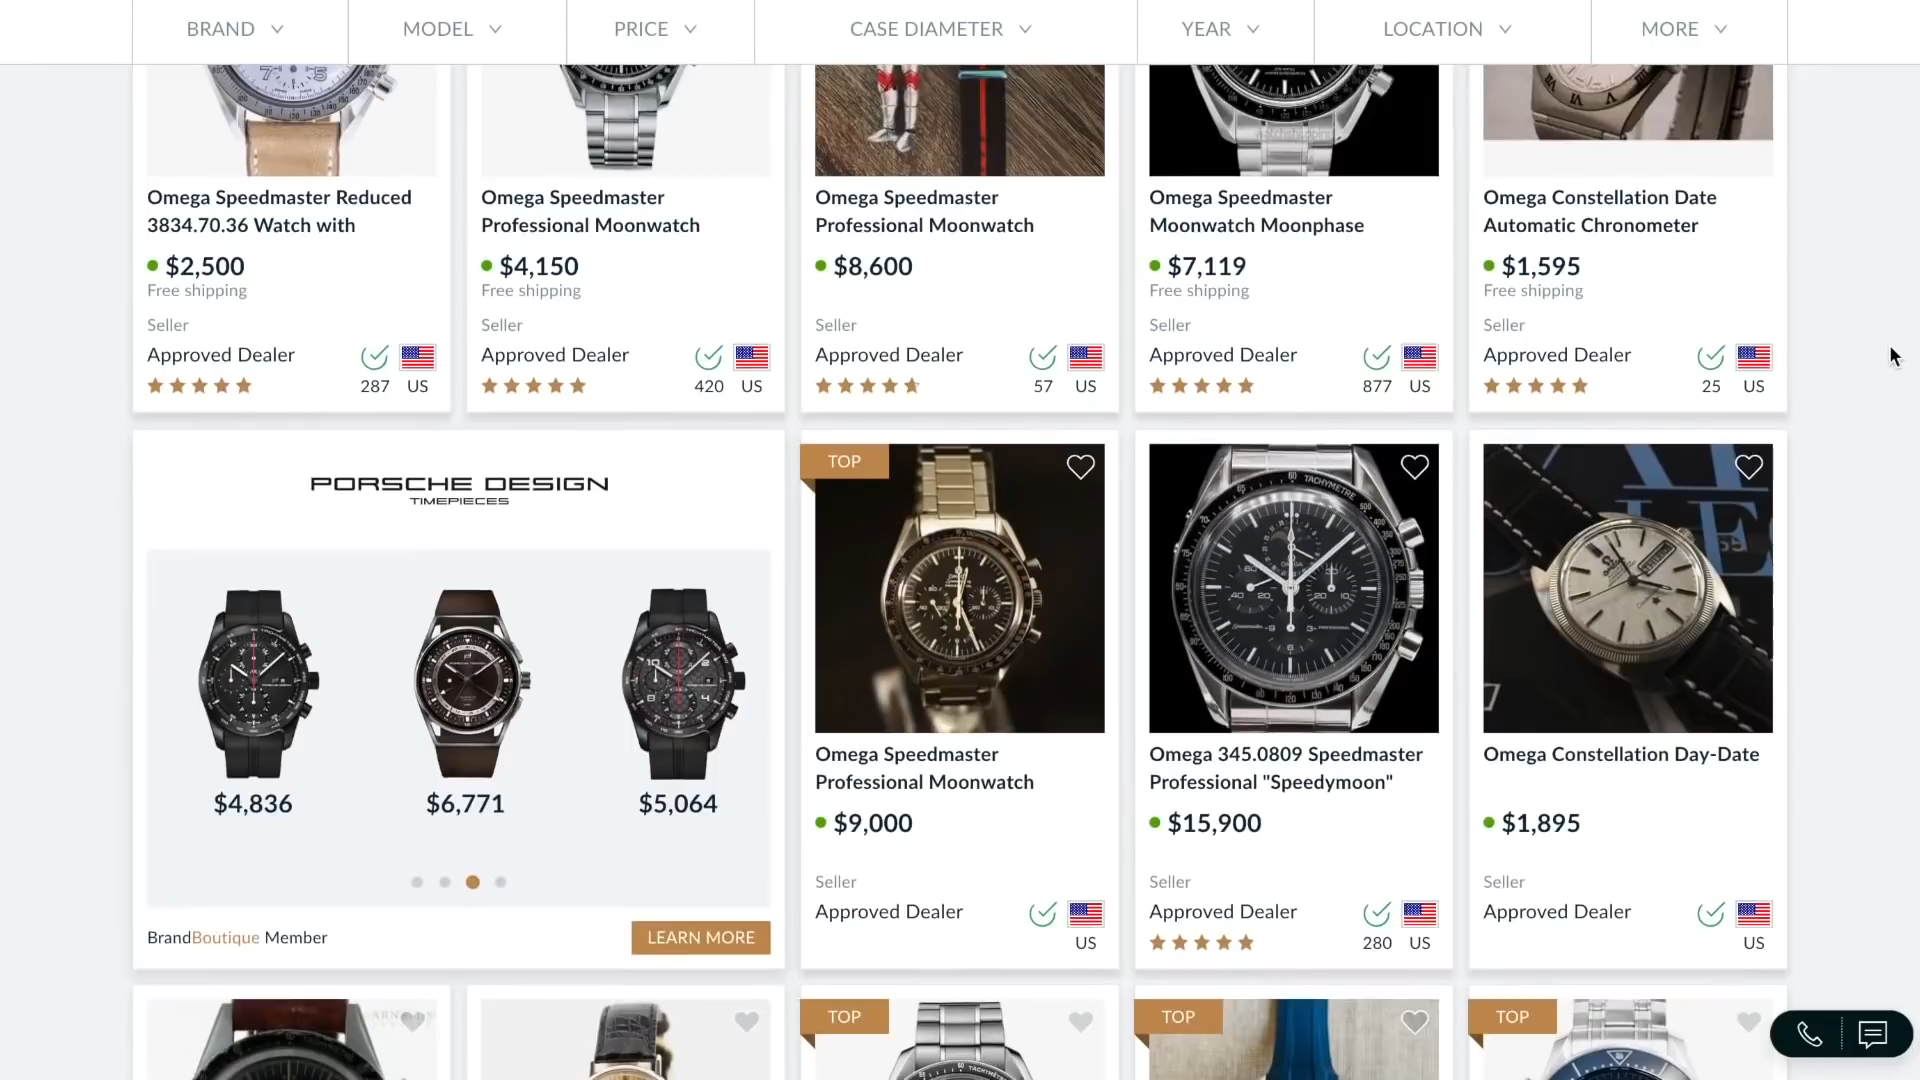 BRAND
MODEL
PRICE
CASE DIAMETER
YEAR
LOCATION
MORE
Omega Speedmaster Reduced
3834.70.36 Watch with
$2,500
Free shipping
Seller
Approved Dealer
287 US
Omega Speedmaster
Professional Moonwatch
$4,150
Free shipping
Seller
Approved Dealer
420 US
Omega Speedmaster
Professional Moonwatch
$8,600
Seller
Approved Dealer
57 US
Omega Speedmaster
Moonwatch Moonphase
$7,119
Free shipping
Seller
Approved Dealer
877 US
Omega Constellation Date
Automatic Chronometer
$1,595
Free shipping
Seller
Approved Dealer
25 US
PORSCHE DESIGN
TIMEPIECES
$4,836
$6,771
$5,064
BrandBoutique Member
LEARN MORE
TOP
Omega Speedmaster
Professional Moonwatch
$9,000
Seller
Approved Dealer
US
TACHYMETRE
Omega 345.0809 Speedmaster
Professional "Speedymoon"
$15,900
Seller
Approved Dealer
280 US
Omega Constellation Day-Date
$1,895
Seller
Approved Dealer
US
TOP
TOP
TOP